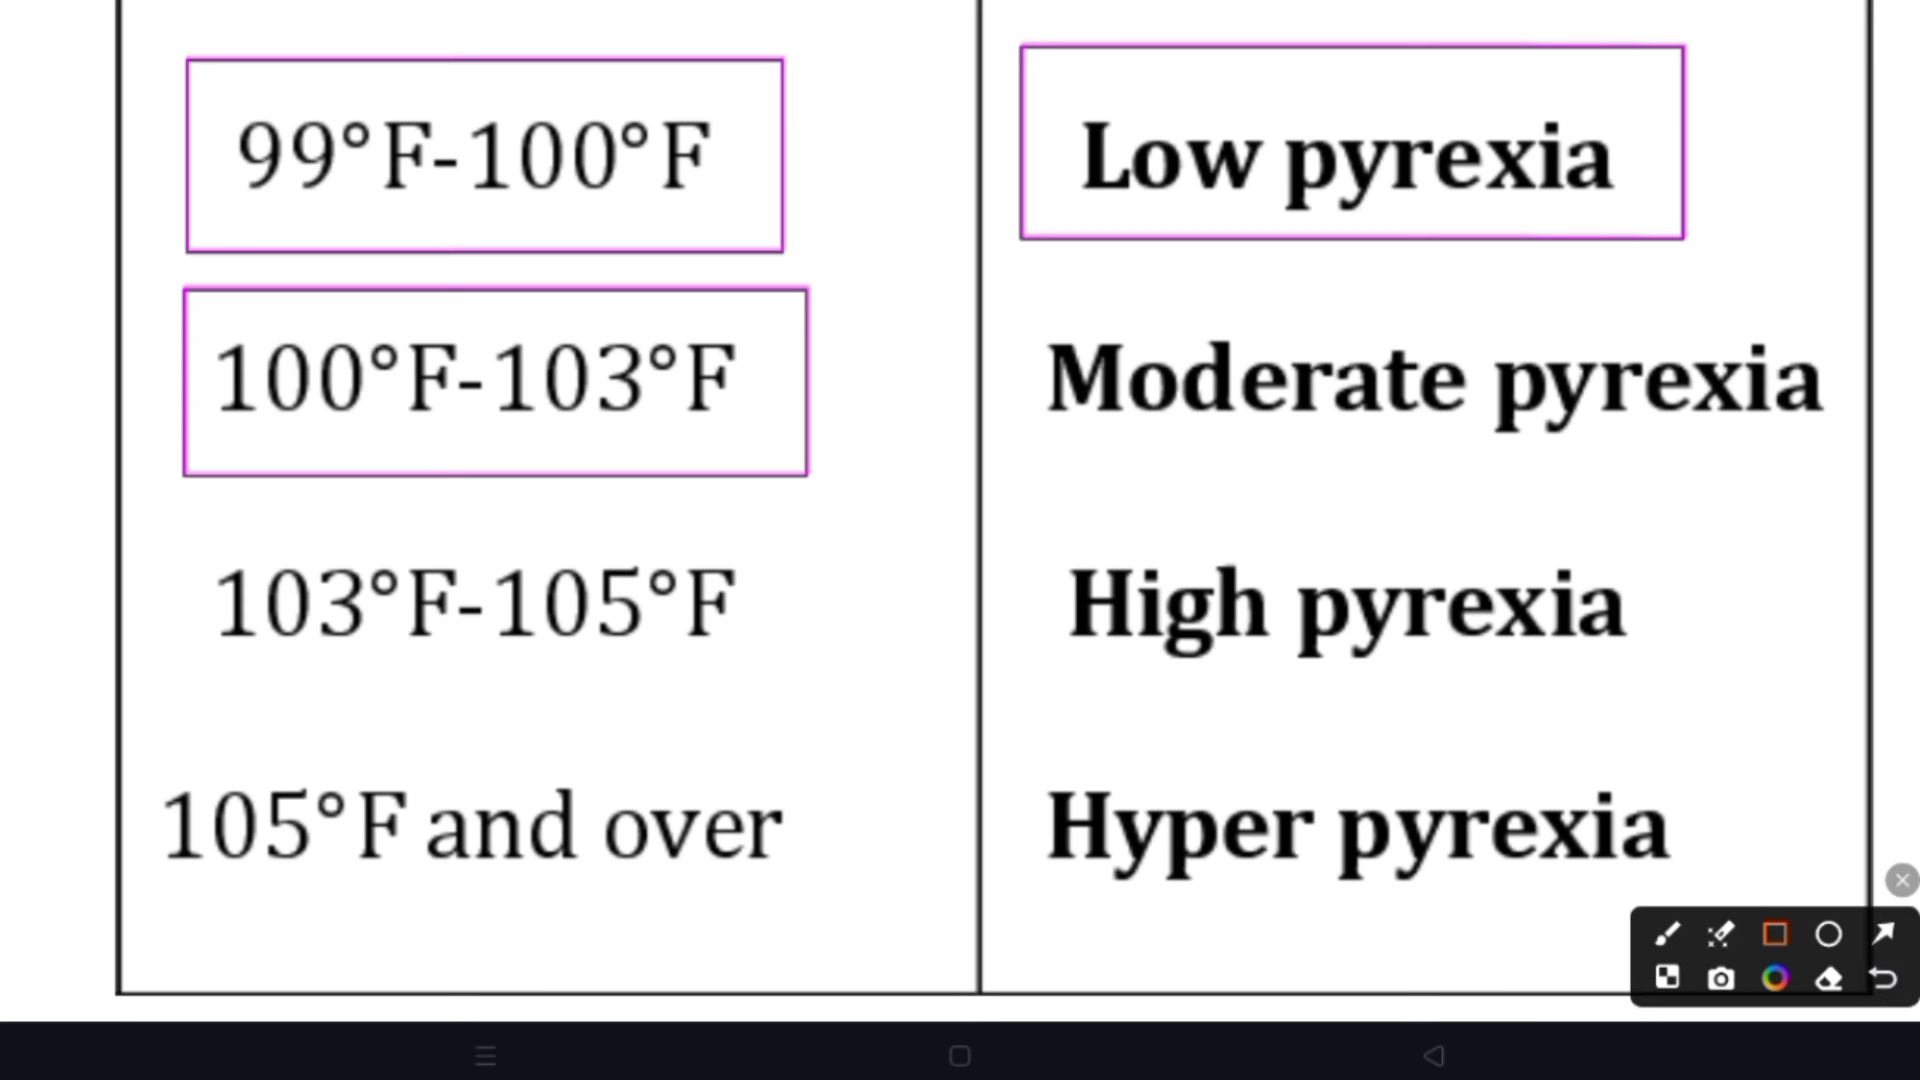 99°F-100°F Low pyrexia
100°F-103°F Moderate pyrexia
103°F-105°F High pyrexia
105°F and over Hyper pyrexia